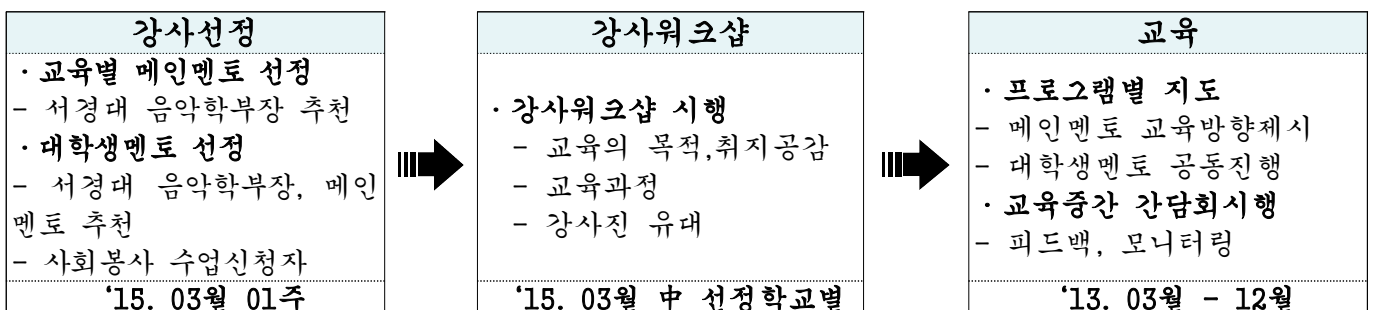 강사선정
· 교육별 메인멘토 선정
- 서경대 음악학부장 추천
· 대학생멘토 선정
- 서경대 음악학부장, 메인
멘토 추천
- 사회봉사 수업신청자
‘15. 03월 01주
강사워크샵
· 강사워크샵 시행
- 교육의 목적,취지공감
- 교육과정
- 강사진 유대
‘15. 03월 中 선정학교별
교육
· 프로그램별 지도
- 메인멘토 교육방향제시
- 대학생멘토 공동진행
· 교육중간 간담회시행
- 피드백, 모니터링
‘13. 03월 - 12월